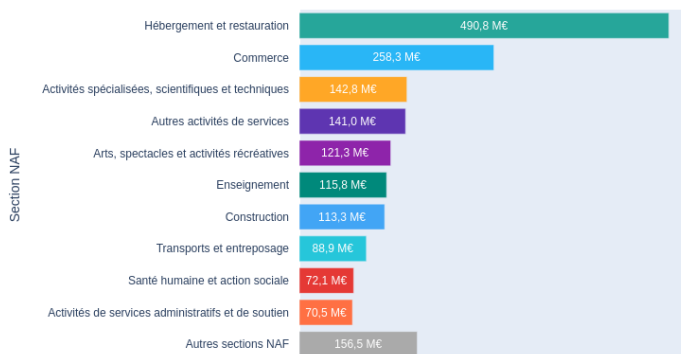 Hébergement et restauration 490,8 M€
Commerce 258,3 M€
Activités spécialisées, scientifiques et techniques 142,8 M€
Autres activités de services 141,0 M€
Arts, spectacles et activités récréatives 121,3 M€
Enseignement 115,8 M€
Construction 113,3 M€
Transports et entreposage 88,9 M€
Santé humaine et action sociale 72,1 M€
Activités de services administratifs et de soutien 70,5 M€
Autres sections NAF 156,5 M€
Section NAF